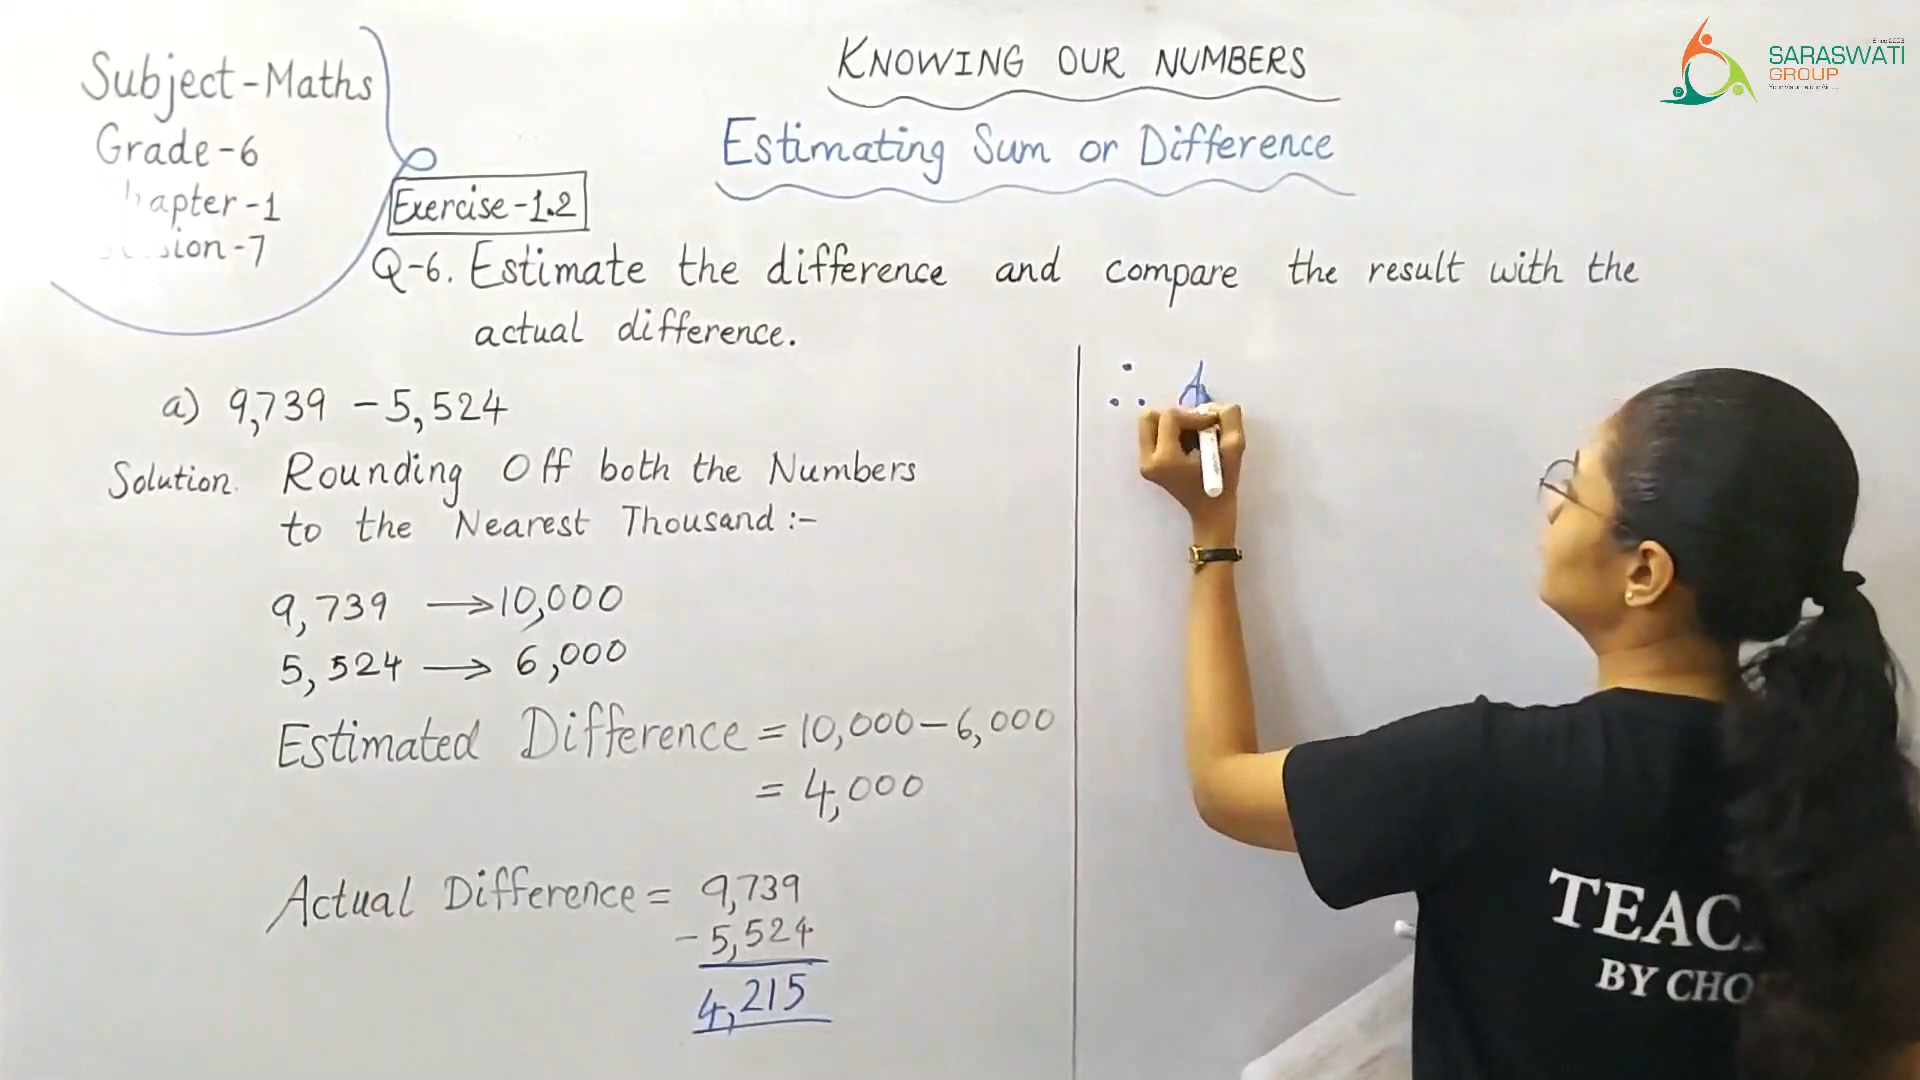 Subject-Maths
Grade-6
apter-1
sion-7
KNOWING OUR NUMBERS
Estimating Sum or Difference
SARASWATI
GROUP
Exercise-1.2
Q-6. Estimate the difference and compare the result with the
actual difference.
a) 9,739 - 5,524
Solution. Rounding Off both the Numbers
to the Nearest Thousand :-
9,739 → 10,000
5,524 → 6,000
Estimated Difference = 10,000 - 6,000
= 4,000
Actual Difference = 9,739
- 5,524
4,215
∴ A
TEAC
BY CHO